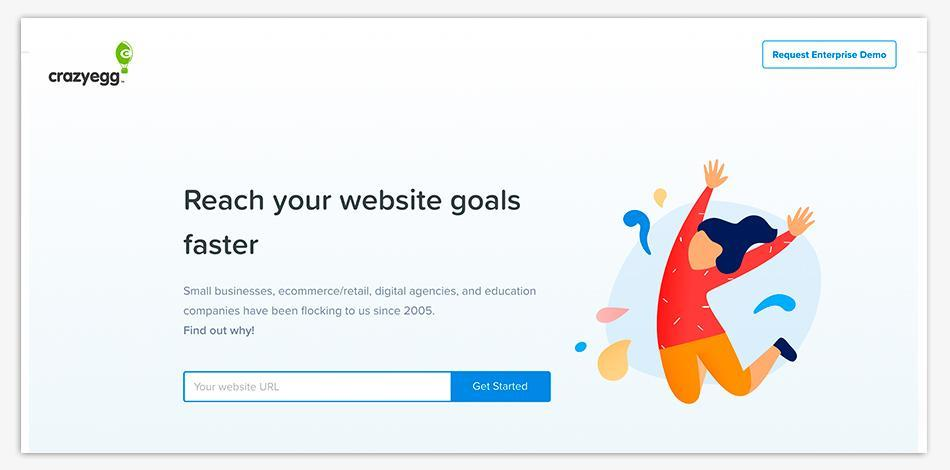 crazyegg
Request Enterprise Demo
Reach your website goals
faster
Small businesses, ecommerce/retail, digital agencies, and education
companies have been flocking to us since 2005.
Find out why!
Your website URL
Get Started